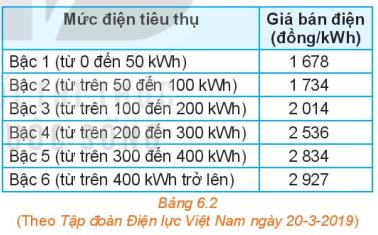 Mức điện tiêu thụ Giá bán điện (đồng/kWh)
Bậc 1 (từ 0 đến 50 kWh) 1 678
Bậc 2 (từ trên 50 đến 100 kWh) 1 734
Bậc 3 (từ trên 100 đến 200 kWh) 2 014
Bậc 4 (từ trên 200 đến 300 kWh) 2 536
Bậc 5 (từ trên 300 đến 400 kWh) 2 834
Bậc 6 (từ trên 400 kWh trở lên) 2 927
Bảng 6.2
(Theo Tập đoàn Điện lực Việt Nam ngày 20-3-2019)